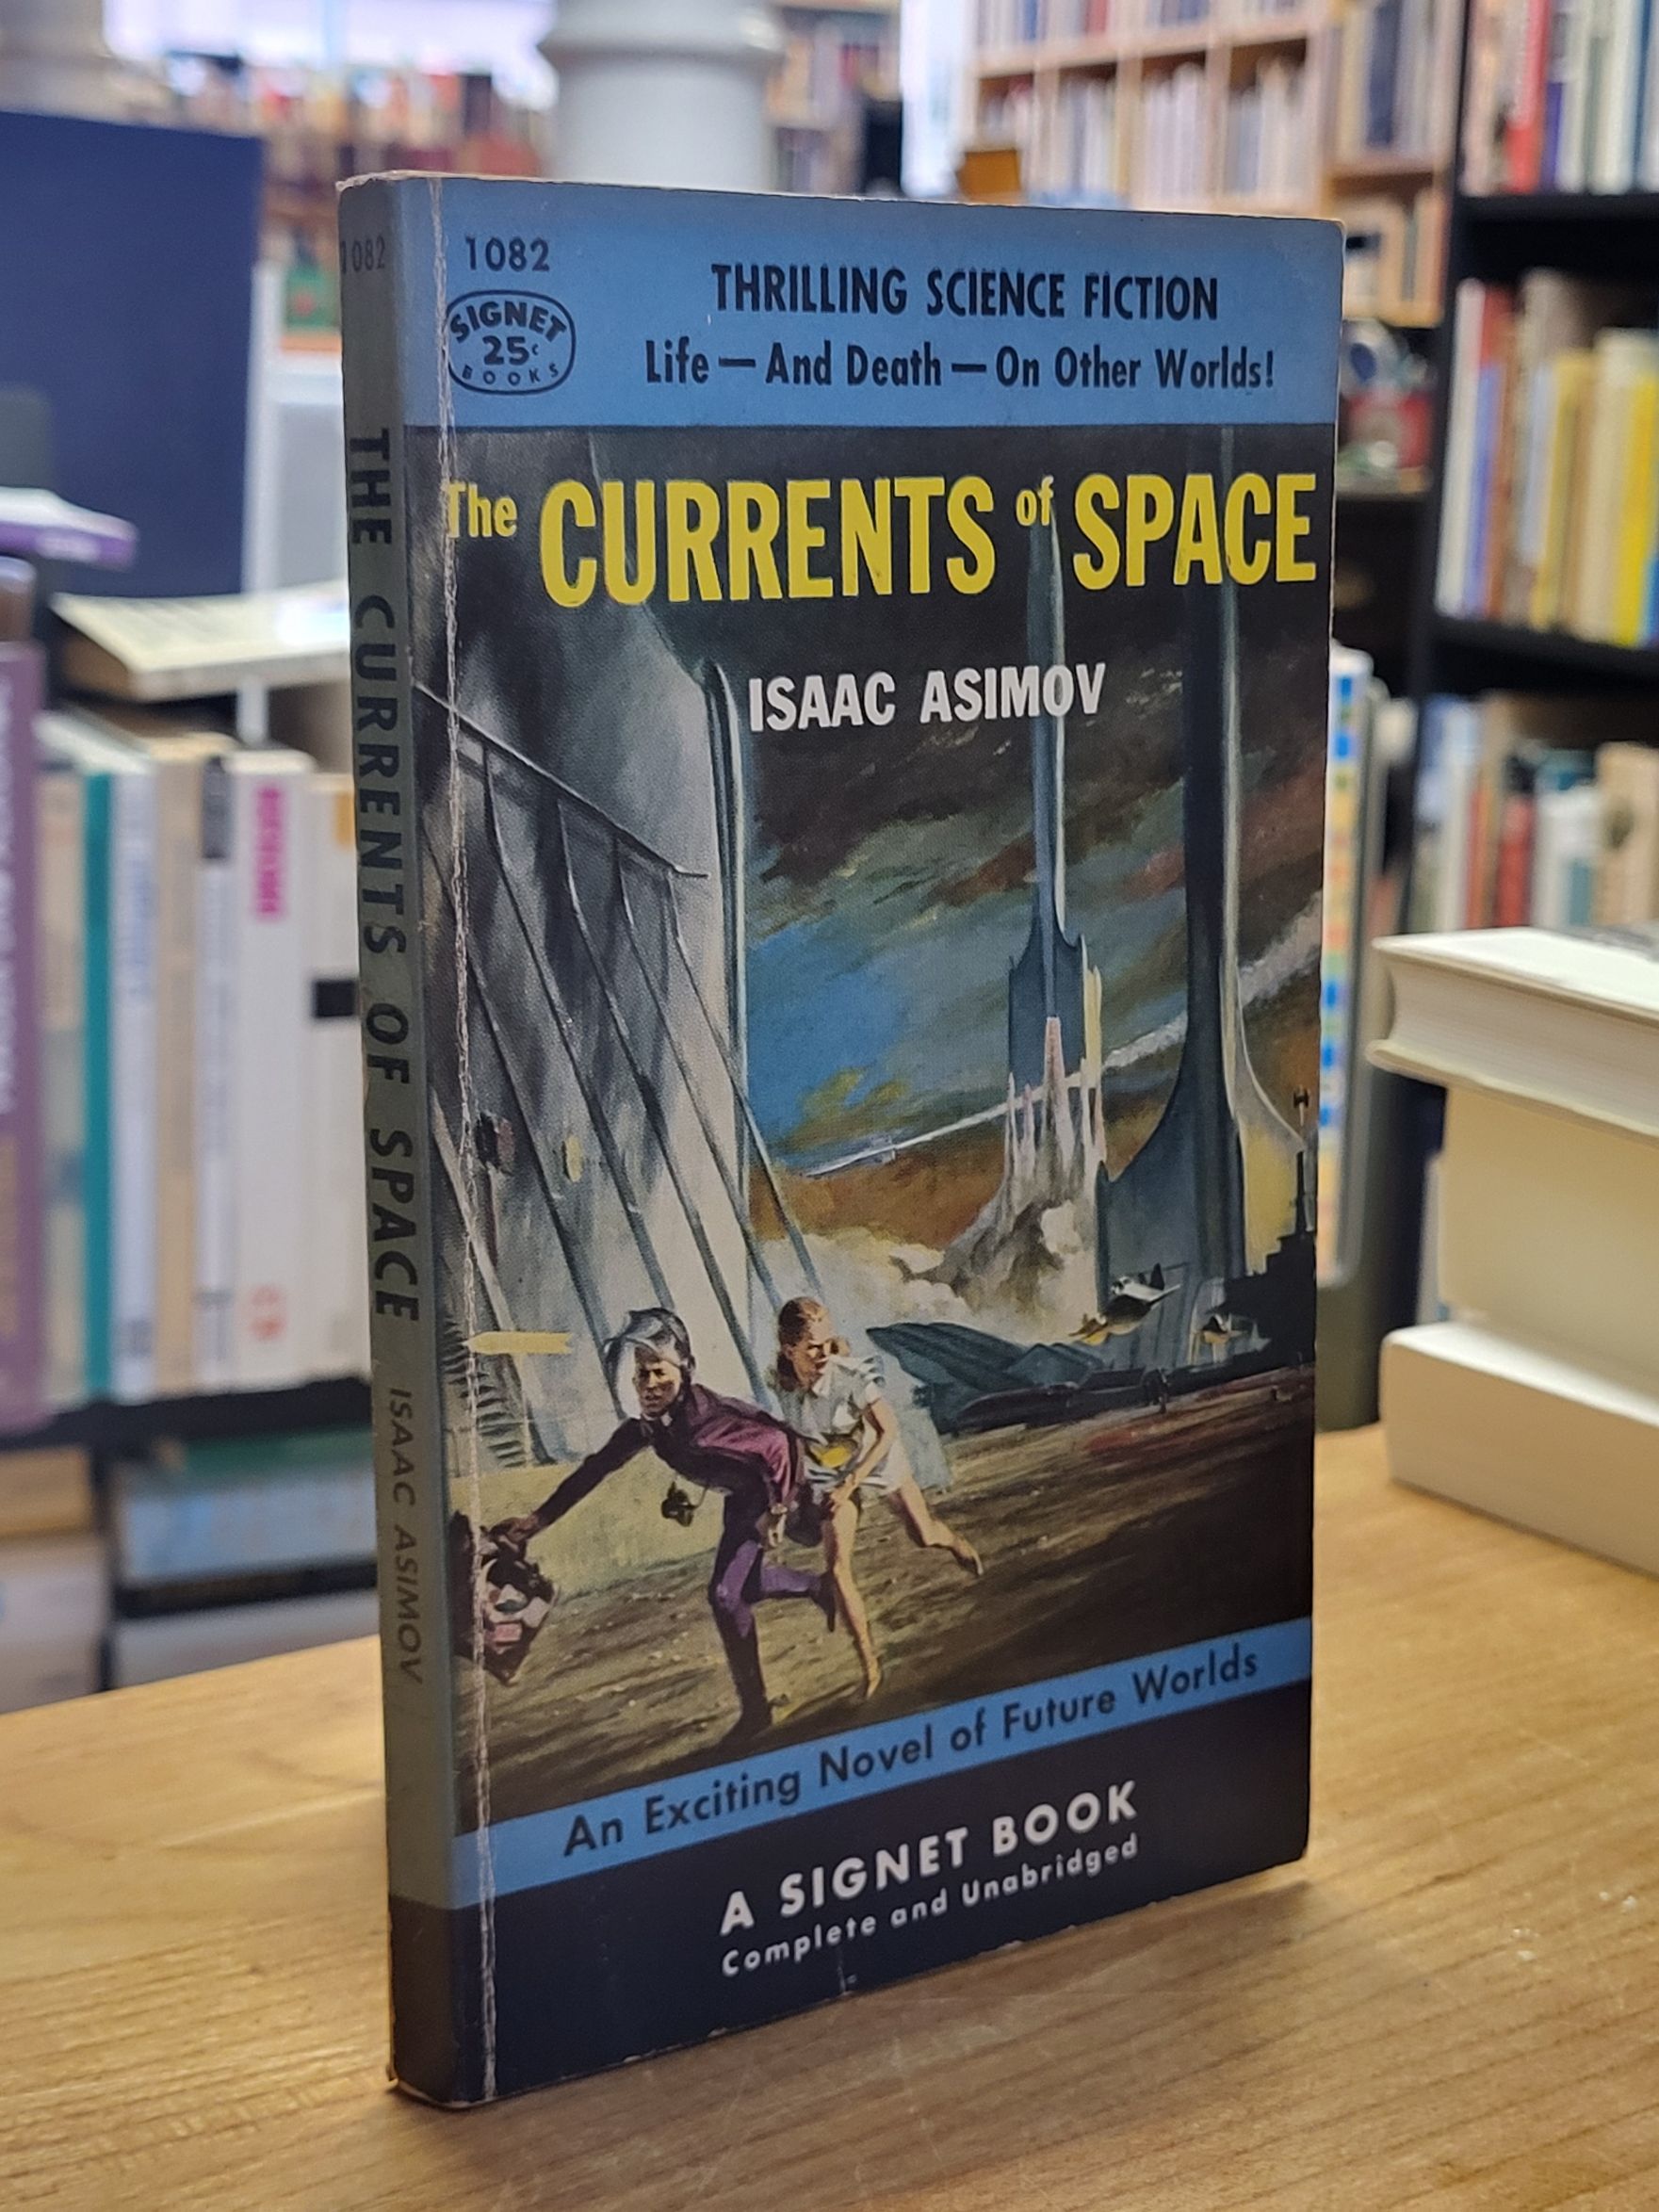 1082
THE CURRENTS OF SPACE ISAAC ASIMOV
1082
SIGNET
25¢
BOOKS
THRILLING SCIENCE FICTION
Life — And Death — On Other Worlds!
The CURRENTS of SPACE
ISAAC ASIMOV
An Exciting Novel of Future Worlds
A SIGNET BOOK
Complete and Unabridged